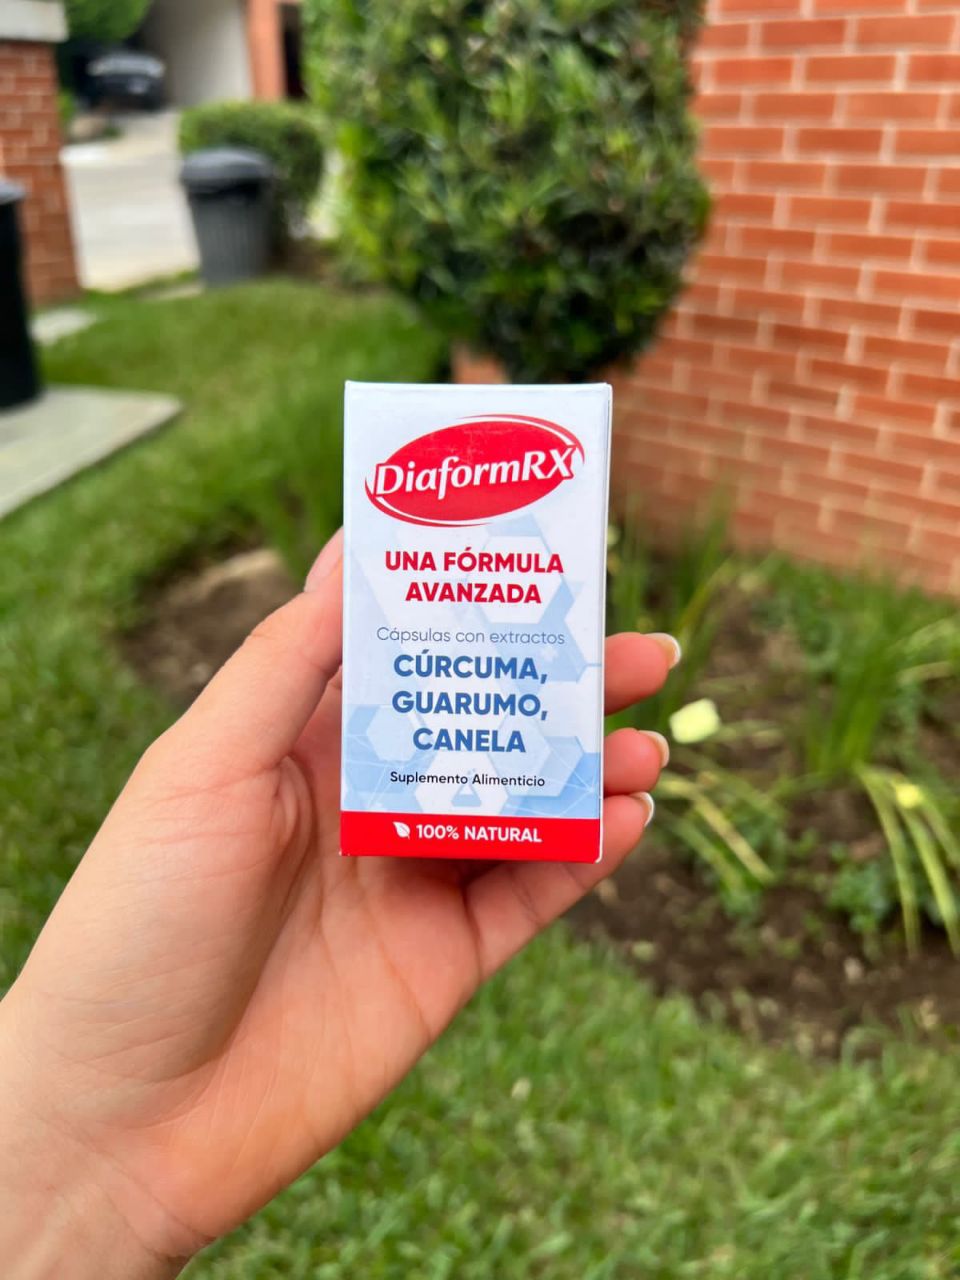 DiaformRX
UNA FÓRMULA
AVANZADA
Cápsulas con extractos
CÚRCUMA,
GUARUMO,
CANELA
Suplemento Alimenticio
100% NATURAL